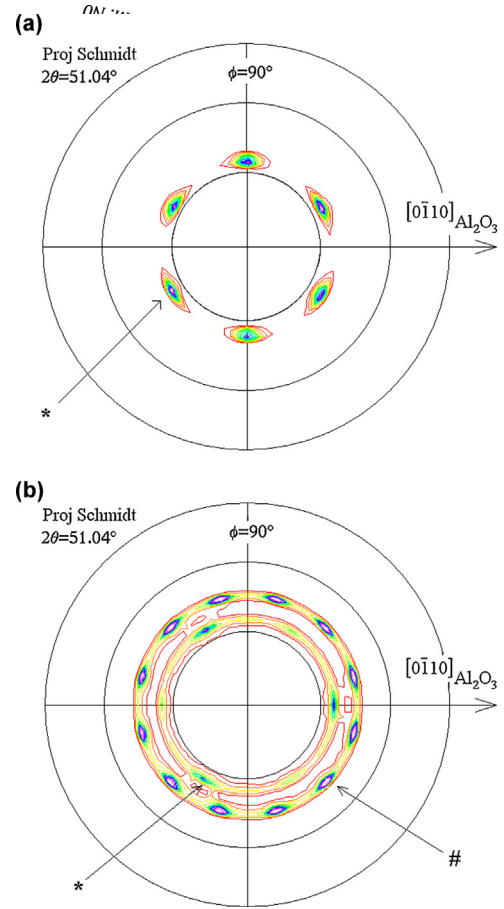 (a)
Proj Schmidt
2θ=51.04°
ϕ=90°
[01̄10]Al₂O₃
*
(b)
Proj Schmidt
2θ=51.04°
ϕ=90°
[01̄10]Al₂O₃
*
#